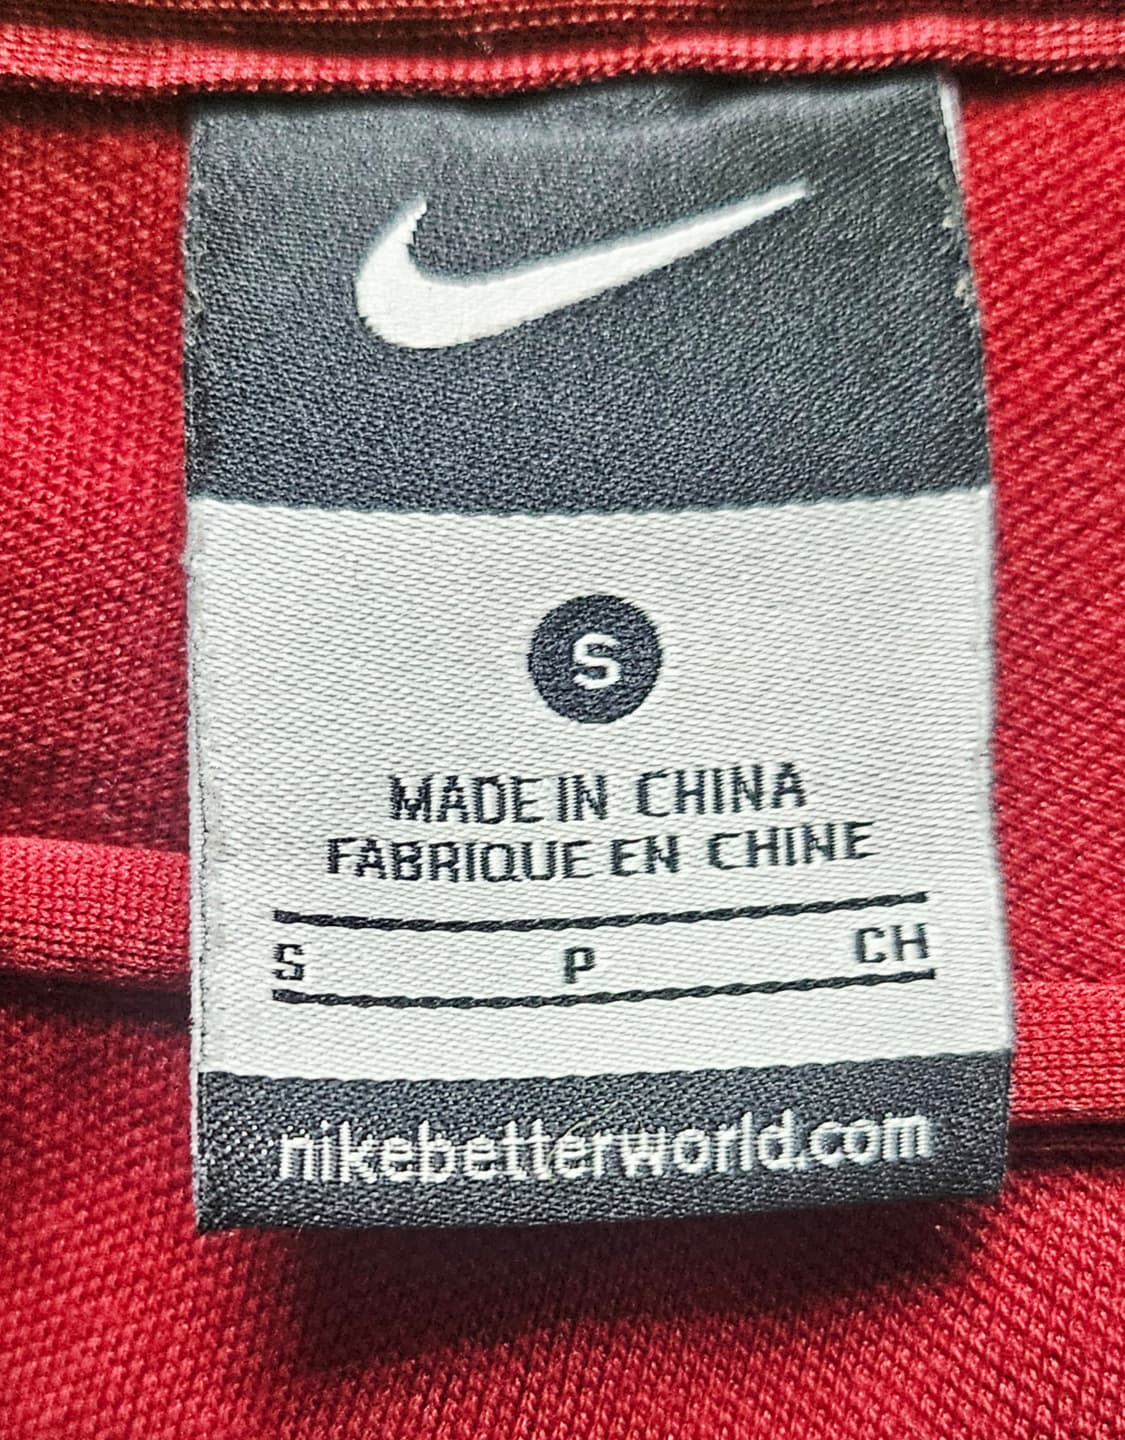 S
MADE IN CHINA
FABRIQUE EN CHINE
S P CH
nikebetterworld.com